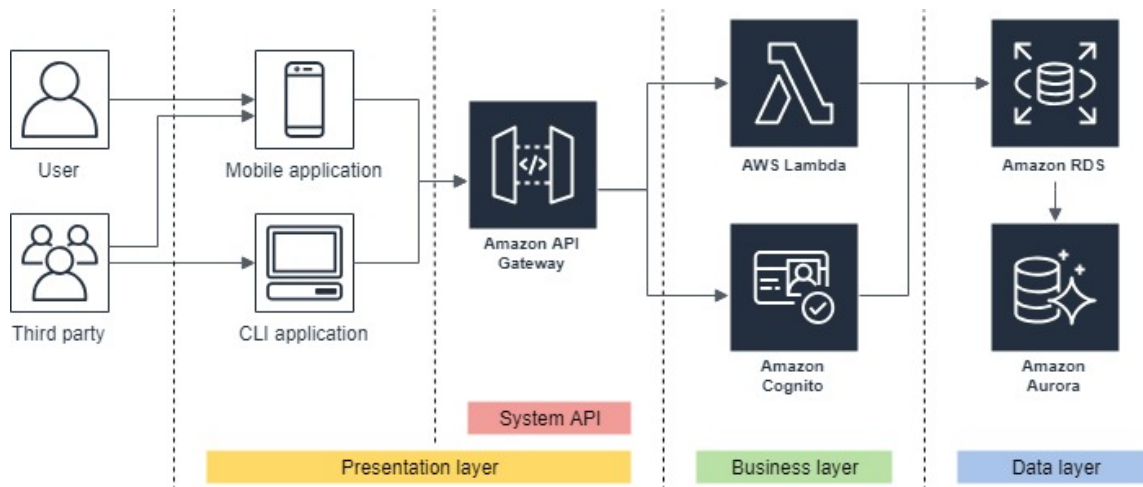 User
Mobile application
AWS Lambda
Amazon RDS
</>
Amazon API
Gateway
Third party
CLI application
Amazon
Cognito
Amazon
Aurora
System API
Presentation layer
Business layer
Data layer